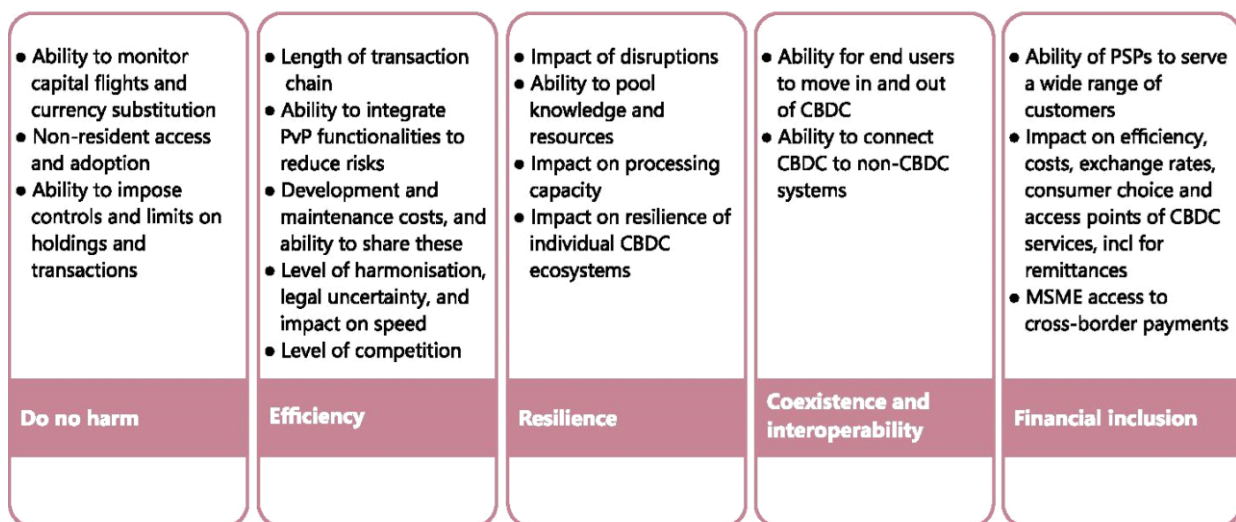 ● Ability to monitor
capital flights and
currency substitution
● Non-resident access
and adoption
● Ability to impose
controls and limits on
holdings and
transactions
Do no harm
● Length of transaction
chain
● Ability to integrate
PvP functionalities to
reduce risks
● Development and
maintenance costs, and
ability to share these
● Level of harmonisation,
legal uncertainty, and
impact on speed
● Level of competition
Efficiency
● Impact of disruptions
● Ability to pool
knowledge and
resources
● Impact on processing
capacity
● Impact on resilience of
individual CBDC
ecosystems
Resilience
● Ability for end users
to move in and out
of CBDC
● Ability to connect
CBDC to non-CBDC
systems
Coexistence and
interoperability
● Ability of PSPs to serve
a wide range of
customers
● Impact on efficiency,
costs, exchange rates,
consumer choice and
access points of CBDC
services, incl for
remittances
● MSME access to
cross-border payments
Financial inclusion